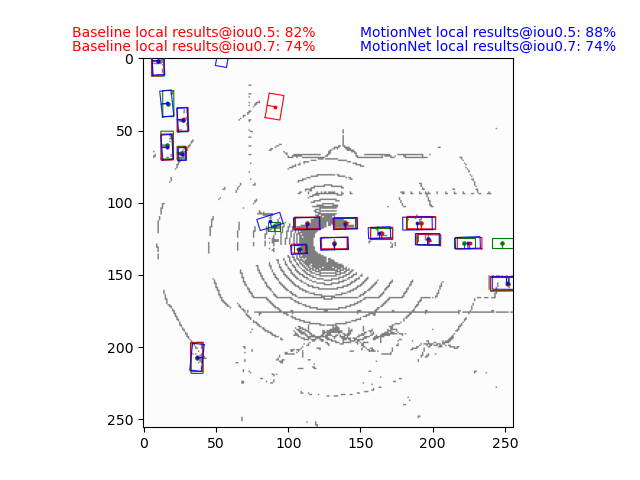 Baseline local results@iou0.5: 82%
MotionNet local results@iou0.5: 88%
Baseline local results@iou0.7: 74%
MotionNet local results@iou0.7: 74%
0
50
100
150
200
250
0 50 100 150 200 250